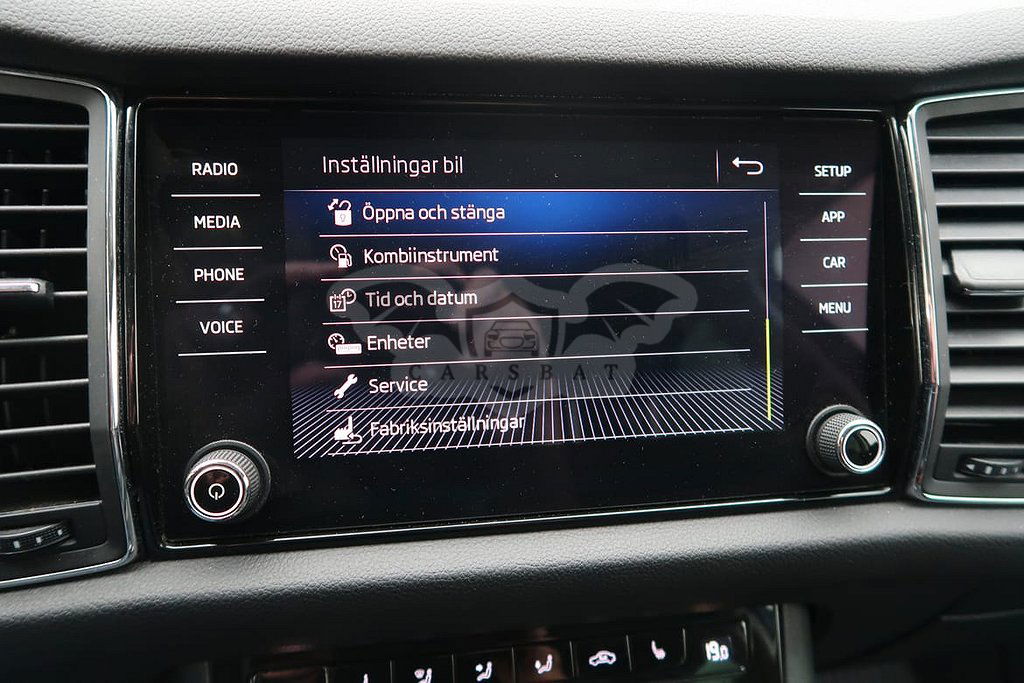 Inställningar bil
RADIO
MEDIA
PHONE
VOICE
Öppna och stänga
Kombiinstrument
17
Tid och datum
Enheter
Service
Fabriksinställningar
SETUP
APP
CAR
MENU
CARSBAT
19.0